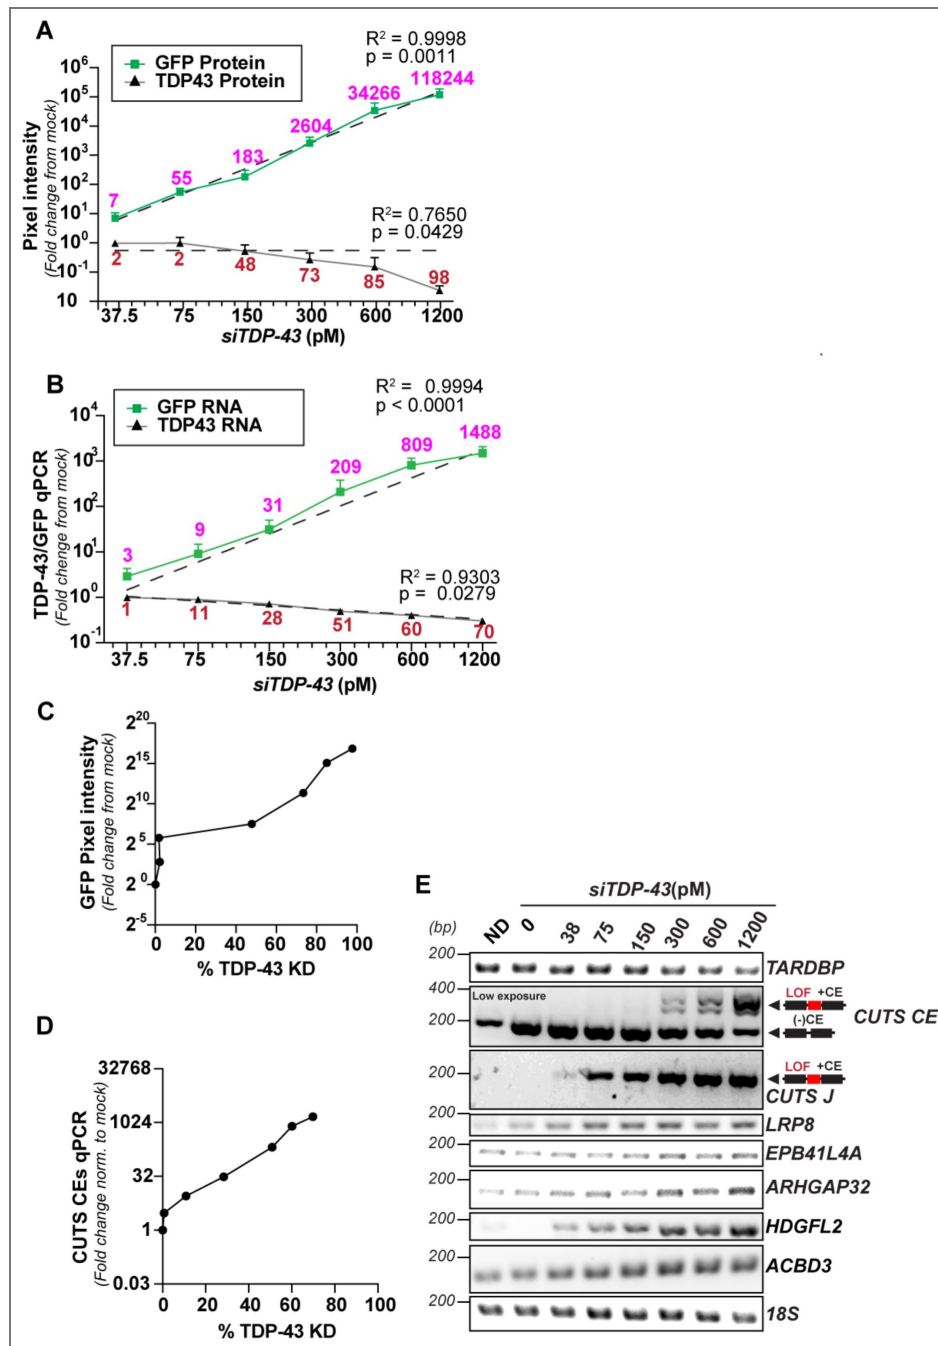 A
R² = 0.9998
p = 0.0011
GFP Protein
TDP43 Protein
Pixel intensity
(Fold change from mock)
10⁶
10⁵
10⁴
10³
10²
10¹
10⁰
10⁻¹
10
7
55
183
2604
34266
118244
R²= 0.7650
p = 0.0429
2
2
48
73
85
98
37.5
75
150
300
600
1200
siTDP-43 (pM)
B
R² = 0.9994
p < 0.0001
GFP RNA
TDP43 RNA
TDP-43/GFP qPCR
(Fold chenge from mock)
10⁴
10³
10²
10¹
10⁰
10⁻¹
3
9
31
209
809
1488
R² = 0.9303
p = 0.0279
1
11
28
51
60
70
37.5
75
150
300
600
1200
siTDP-43 (pM)
C
GFP Pixel intensity
(Fold change from mock)
2²⁰
2¹⁵
2¹⁰
2⁵
2⁰
2⁻⁵
0
20
40
60
80
100
% TDP-43 KD
D
CUTS CEs qPCR
(Fold change norm. to mock)
32768
1024
32
1
0.03
0
20
40
60
80
100
% TDP-43 KD
E
siTDP-43(pM)
(bp)
ND
0
38
75
150
300
600
1200
200
TARDBP
400
Low exposure
LOF +CE
200
(-)CE
CUTS CE
200
LOF +CE
CUTS J
200
LRP8
200
EPB41L4A
200
ARHGAP32
200
HDGFL2
200
ACBD3
200
18S